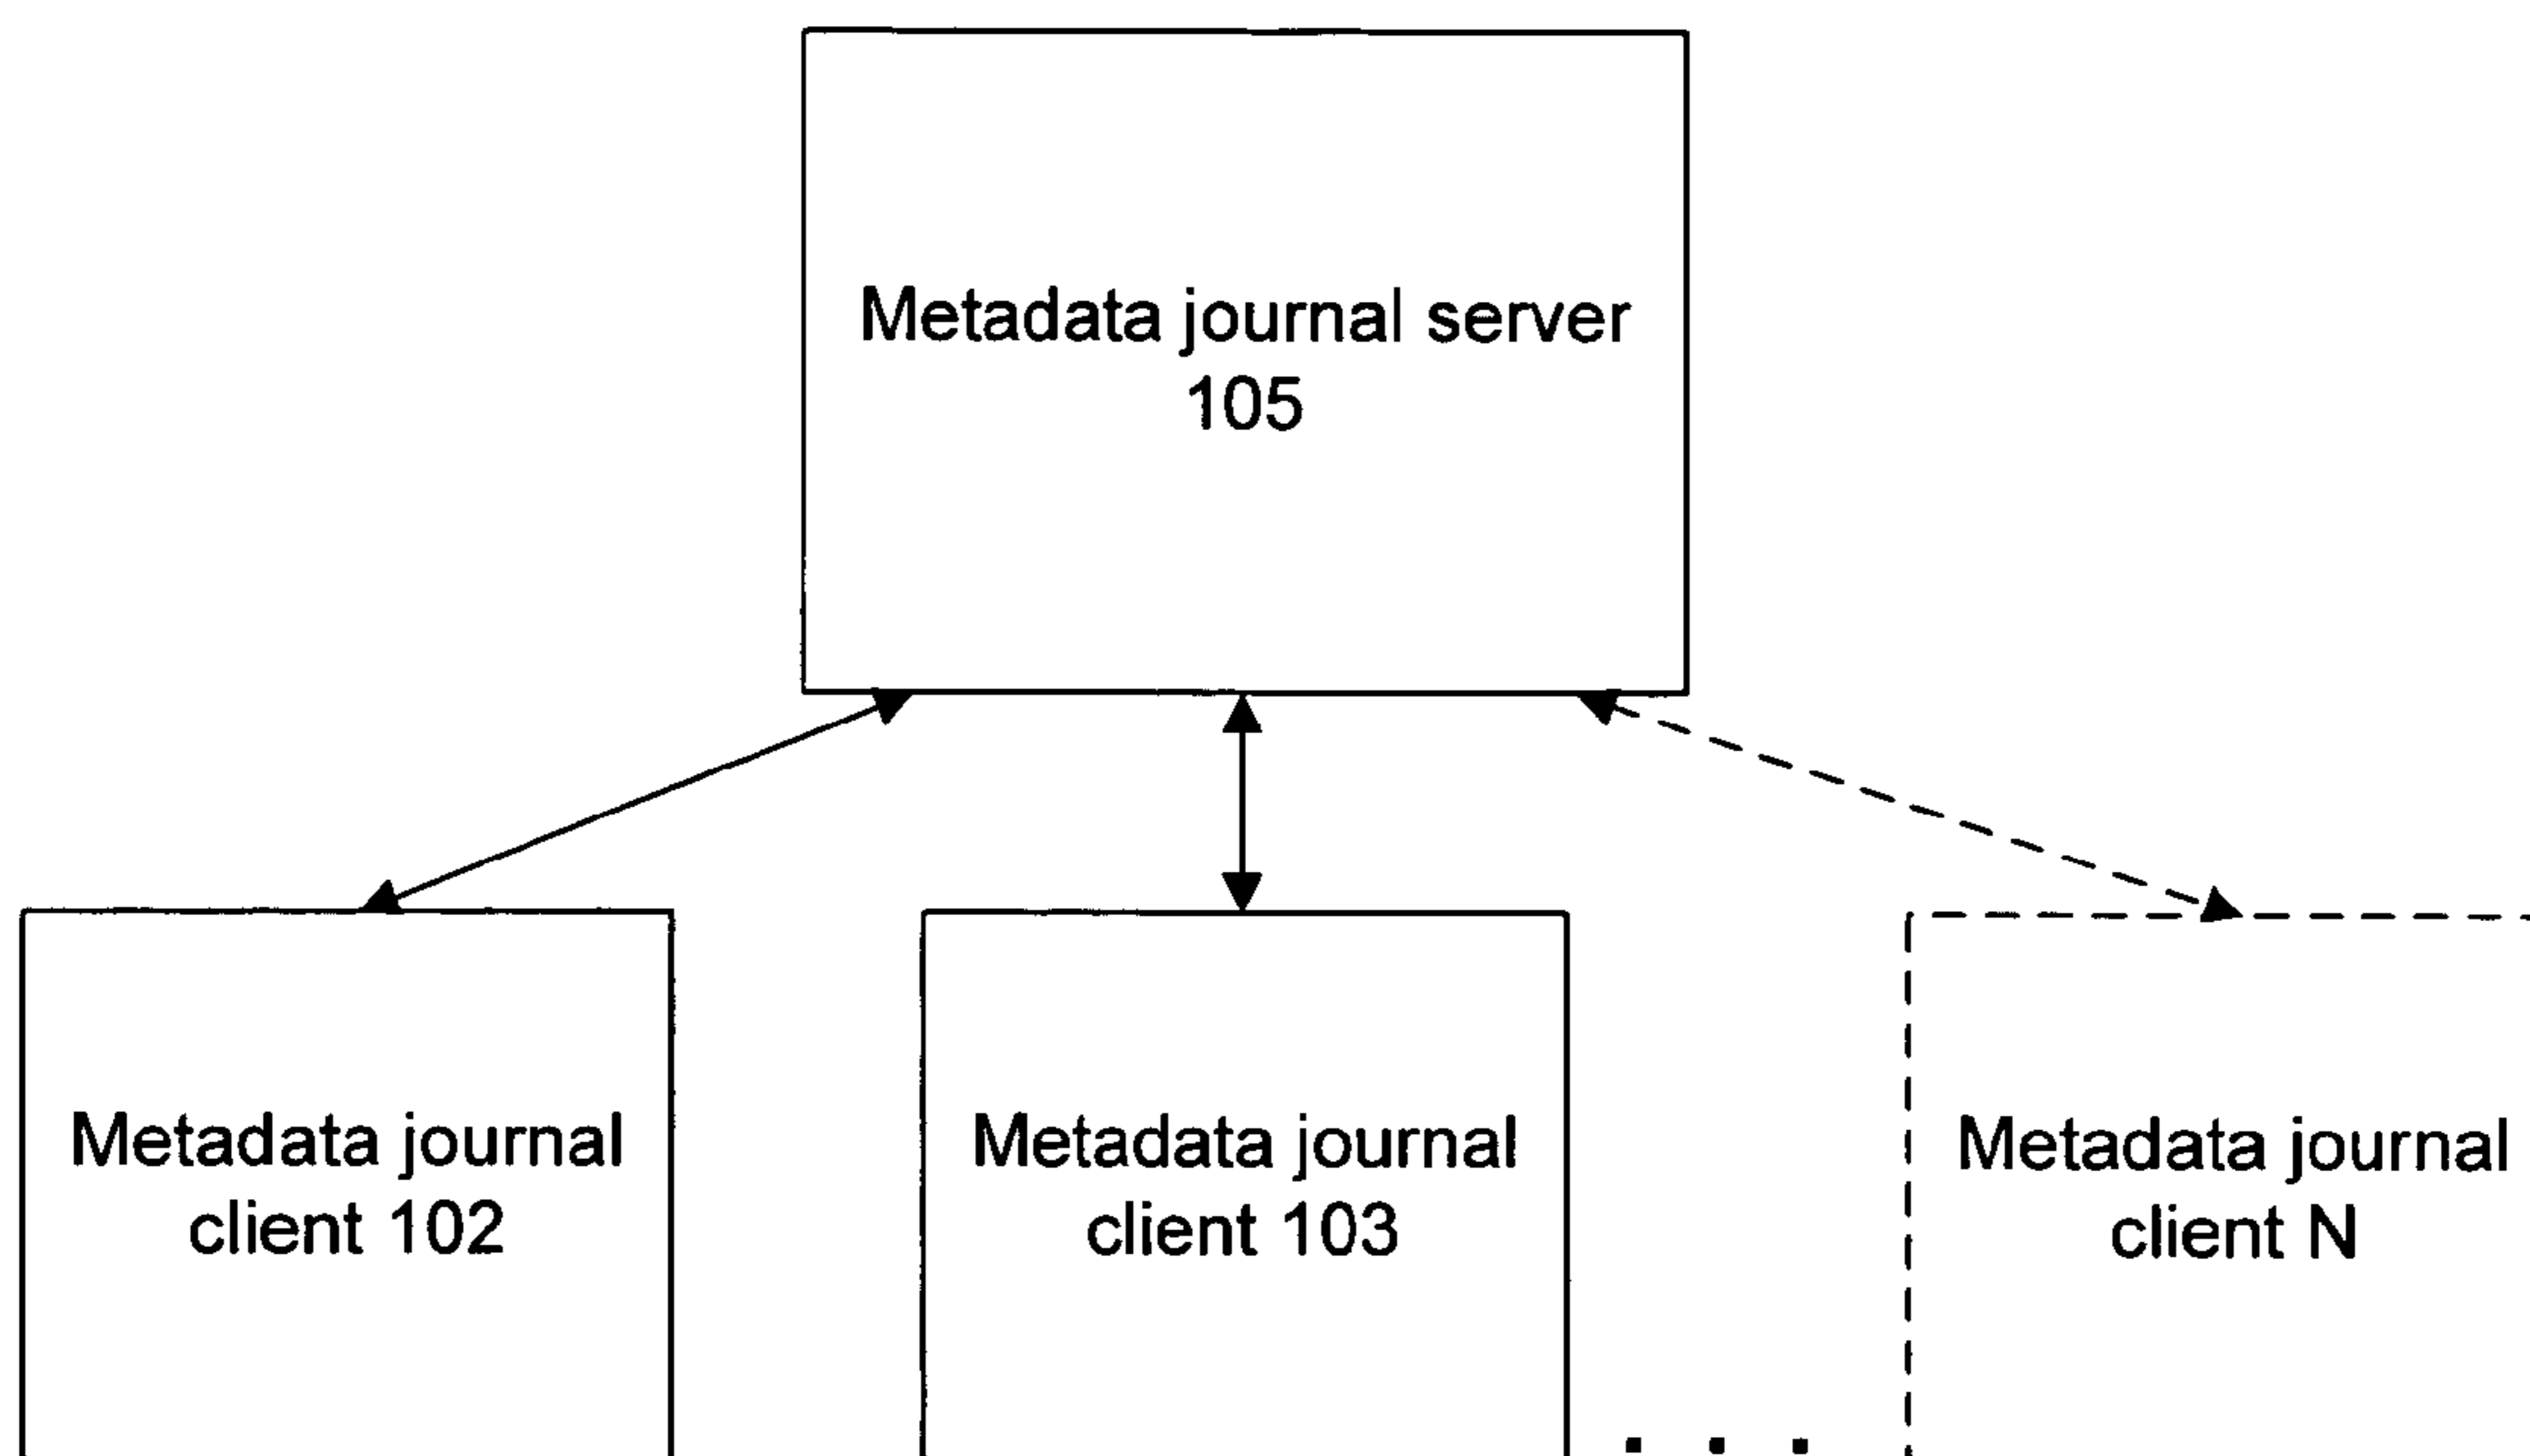 Metadata journal server
105
Metadata journal
client 102
Metadata journal
client 103
Metadata journal
client N
. . .